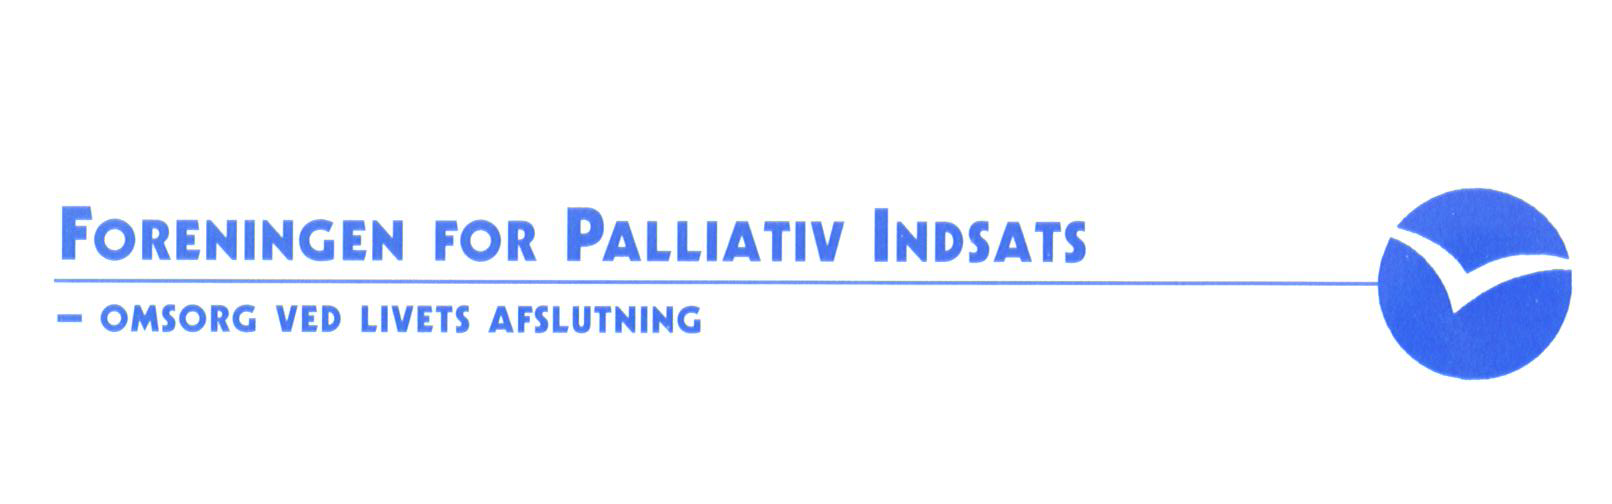 FORENINGEN FOR PALLIATIV INDSATS
– OMSORG VED LIVETS AFSLUTNING